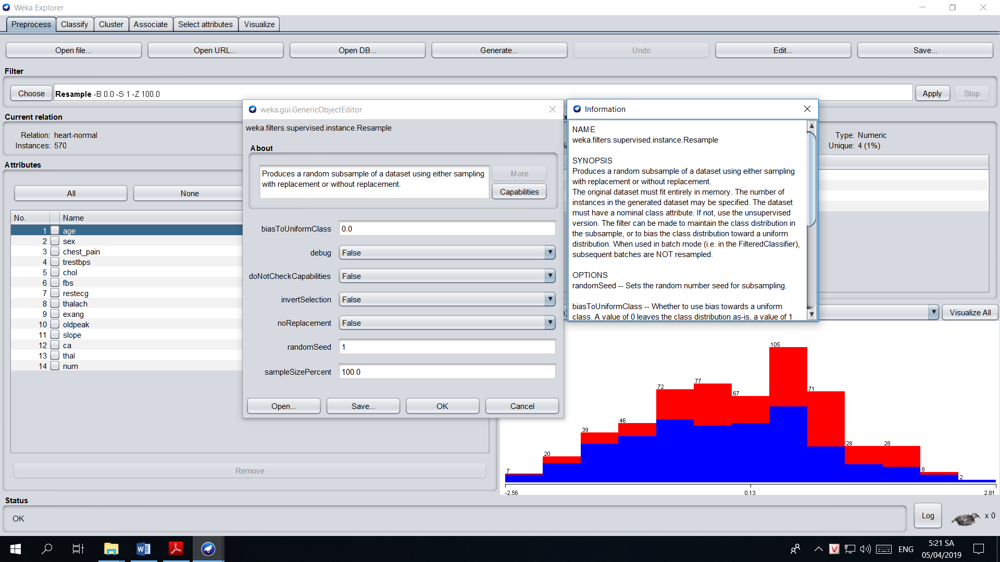 Weka Explorer
Preprocess
Classify
Cluster
Associate
Select attributes
Visualize
Open file...
Open URL...
Open DB...
Generate...
Undo
Edit...
Save...
Filter
Choose
Resample -B 0.0 -S 1 -Z 100.0
Apply
Stop
Current relation
Relation: heart-normal
Instances: 570
Attributes
All
None
No.
Name
1 age
2 sex
3 chest_pain
4 trestbps
5 chol
6 fbs
7 restecg
8 thalach
9 exang
10 oldpeak
11 slope
12 ca
13 thal
14 num
Remove
weka.gui.GenericObjectEditor
weka.filters.supervised.instance.Resample
About
Produces a random subsample of a dataset using either sampling
with replacement or without replacement.
More
Capabilities
biasToUniformClass 0.0
debug False
doNotCheckCapabilities False
invertSelection False
noReplacement False
randomSeed 1
sampleSizePercent 100.0
Open...
Save...
OK
Cancel
Information
NAME
weka.filters.supervised.instance.Resample
SYNOPSIS
Produces a random subsample of a dataset using either sampling
with replacement or without replacement.
The original dataset must fit entirely in memory. The number of
instances in the generated dataset may be specified. The dataset
must have a nominal class attribute. If not, use the unsupervised
version. The filter can be made to maintain the class distribution in
the subsample, or to bias the class distribution toward a uniform
distribution. When used in batch mode (i.e. in the FilteredClassifier),
subsequent batches are NOT resampled.
OPTIONS
randomSeed -- Sets the random number seed for subsampling.
biasToUniformClass -- Whether to use bias towards a uniform
class. A value of 0 leaves the class distribution as-is, a value of 1
Type: Numeric
Unique: 4 (1%)
Visualize All
7
20
39
46
72
77
67
105
71
28
28
8
2
-2.56
0.13
2.81
Status
OK
Log
x 0
ENG
5:21 SA
05/04/2019